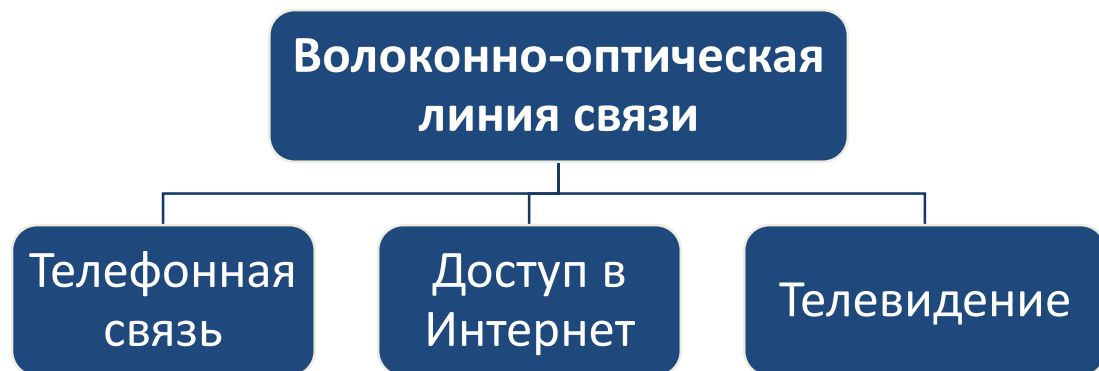 Волоконно-оптическая
линия связи
Телефонная
связь
Доступ в
Интернет
Телевидение